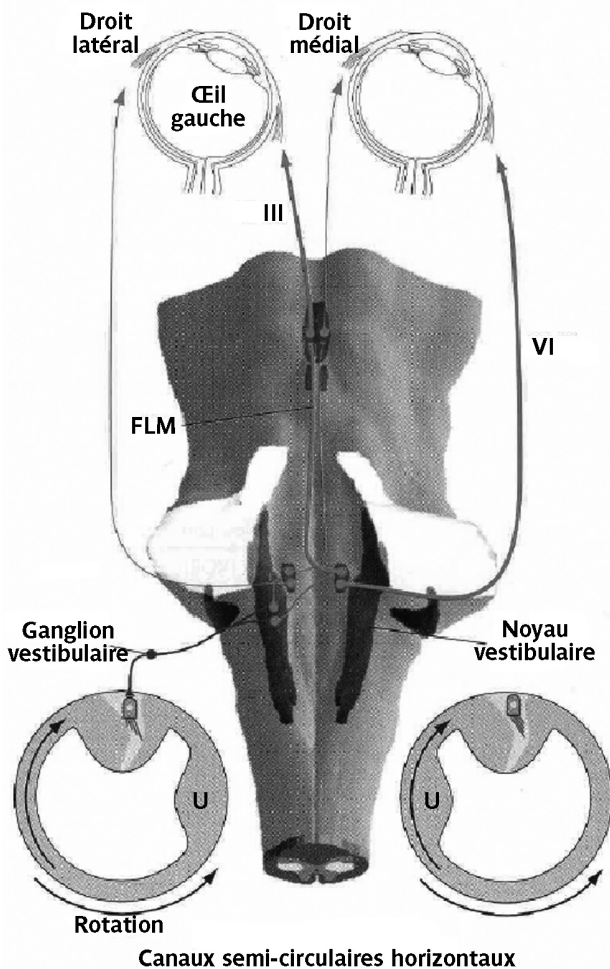 Droit
latéral
Droit
médial
Œil
gauche
III
VI
FLM
Ganglion
vestibulaire
Noyau
vestibulaire
U
U
Rotation
Canaux semi-circulaires horizontaux